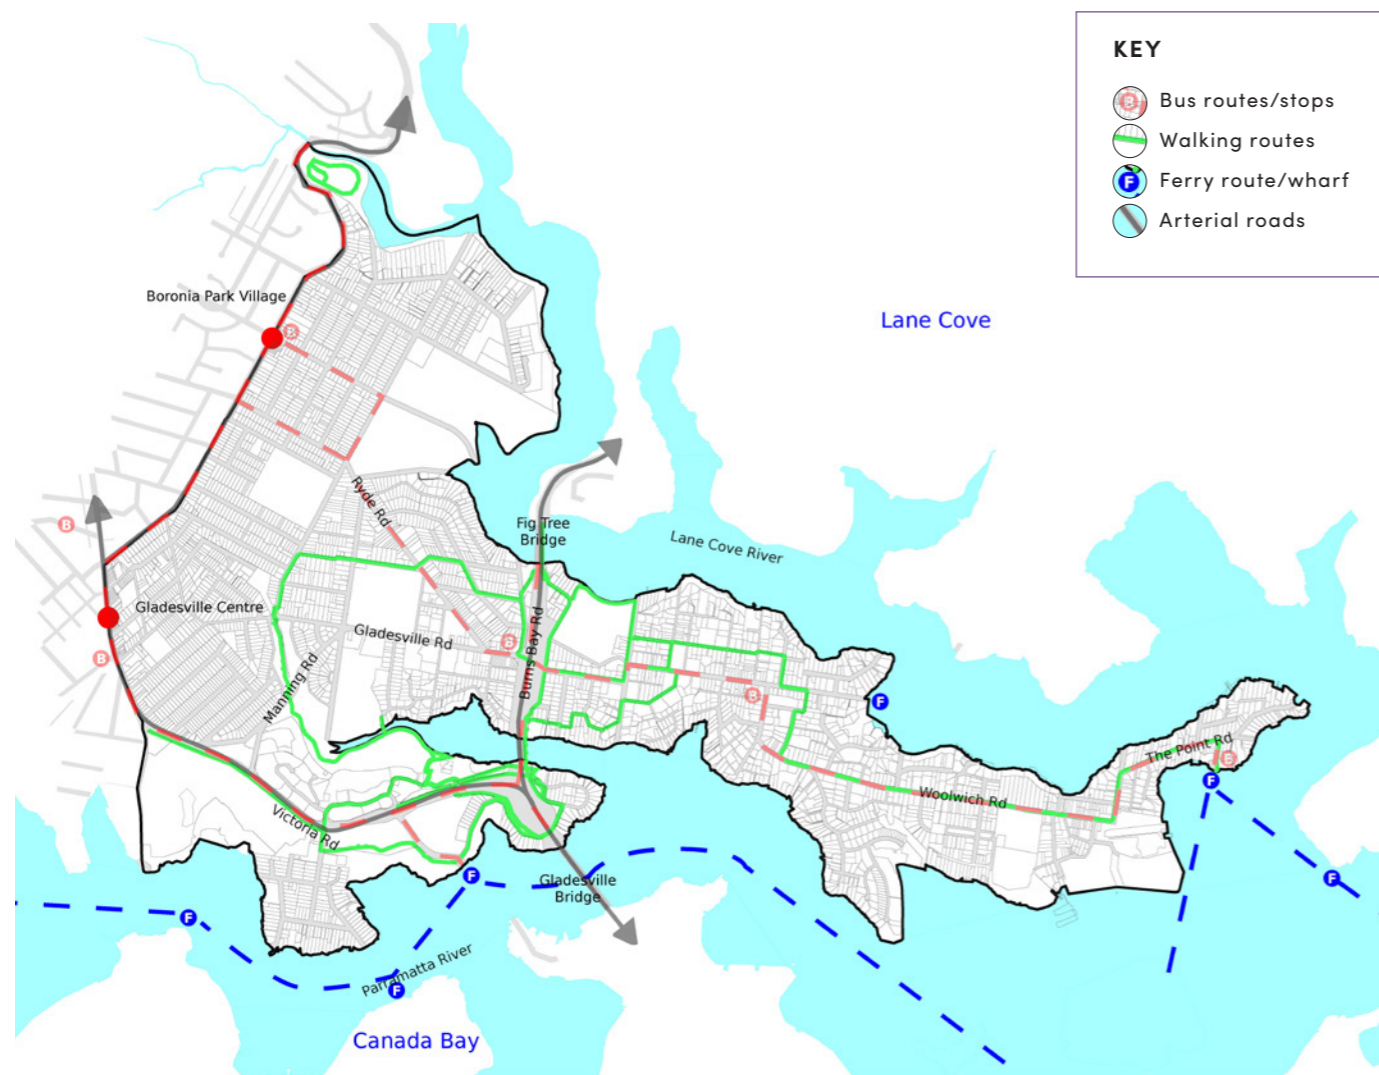 KEY
B Bus routes/stops
Walking routes
F Ferry route/wharf
Arterial roads
Boronia Park Village
B
Lane Cove
Ryde Rd
B
Fig Tree
Bridge
Lane Cove River
Gladesville Centre
Gladesville Rd
B
Burns Bay Rd
B
Manning Rd
B
F
The Point Rd
B
F
Woolwich Rd
Victoria Rd
F
Gladesville
Bridge
F
F
Parramatta River
F
Canada Bay